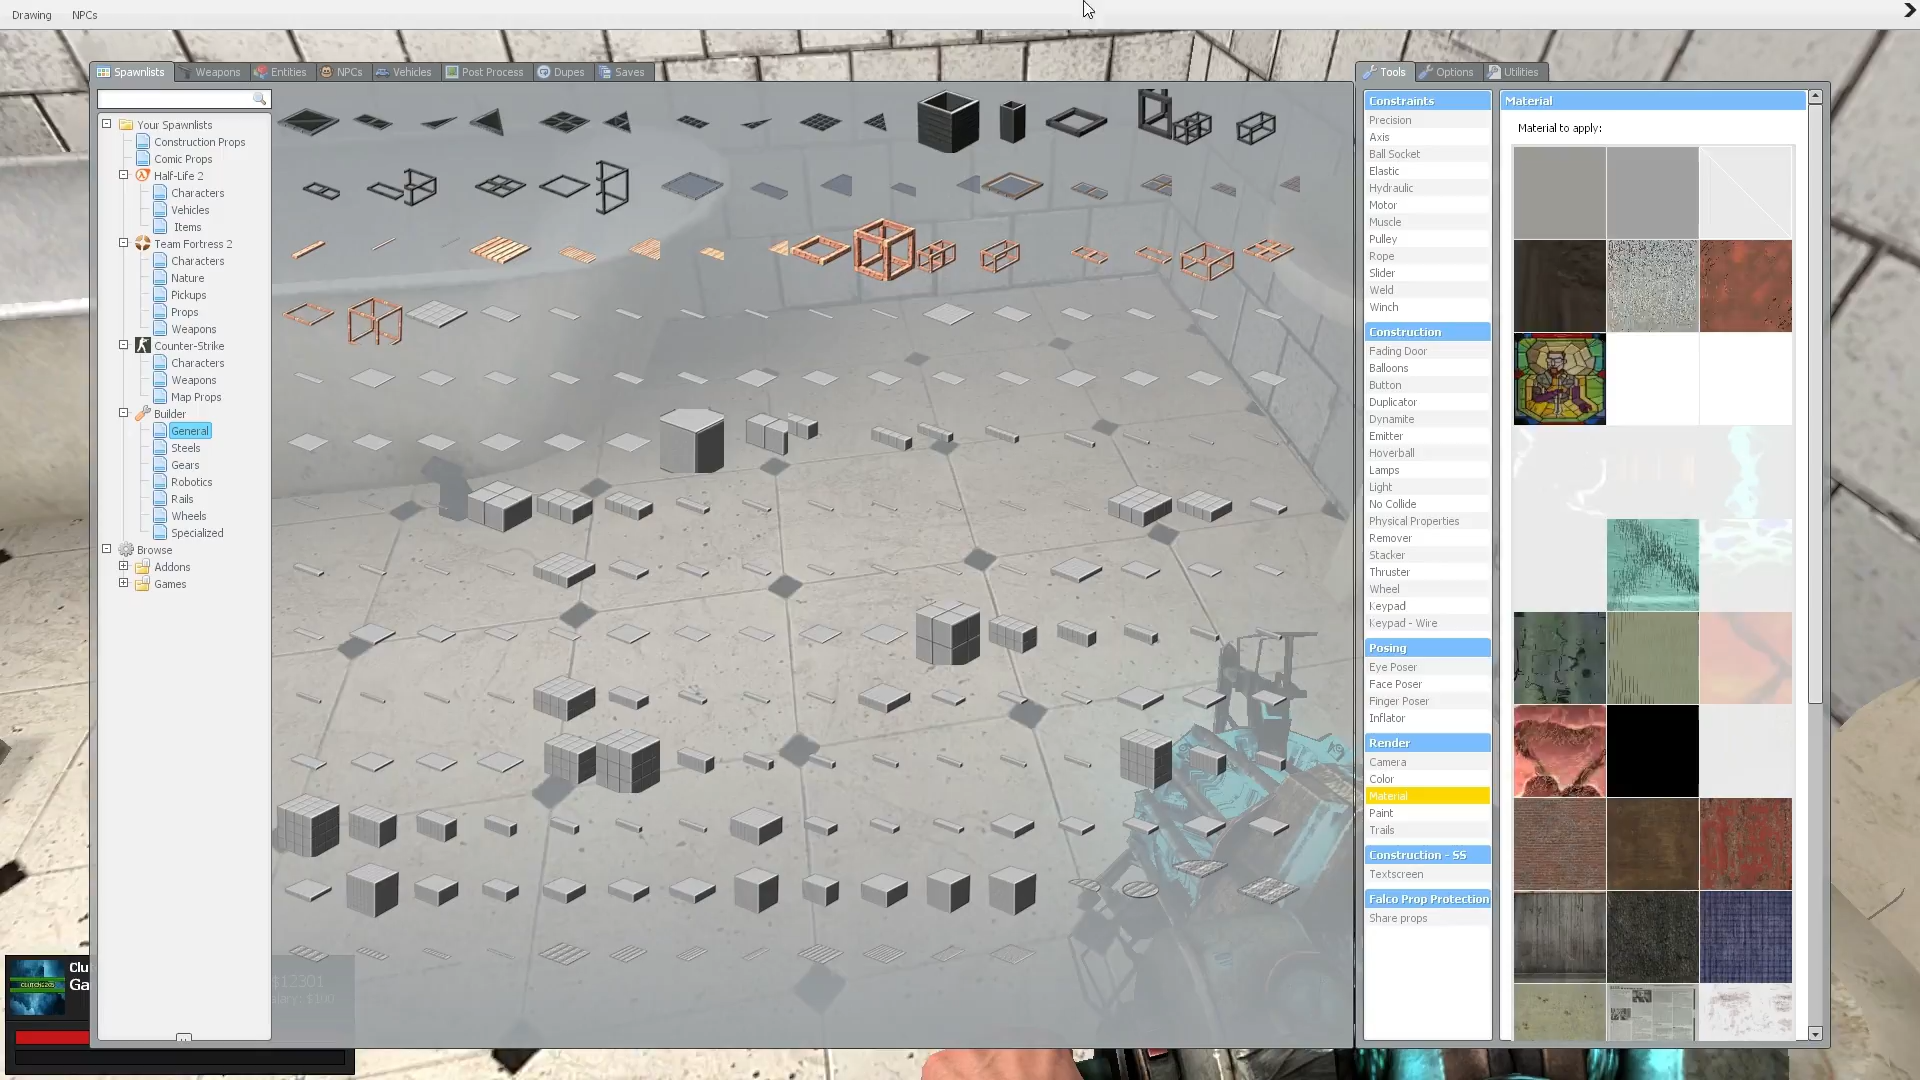 Drawing NPCs
Spawnlists Weapons Entities NPCs Vehicles Post Process Dupes Saves
Your Spawnlists
Construction Props
Comic Props
Half-Life 2
Characters
Vehicles
Items
Team Fortress 2
Characters
Nature
Pickups
Props
Weapons
Counter-Strike
Characters
Weapons
Map Props
Builder
General
Steels
Gears
Robotics
Rails
Wheels
Specialized
Browse
Addons
Games
Tools Options Utilities
Constraints
Precision
Axis
Ball Socket
Elastic
Hydraulic
Motor
Muscle
Pulley
Rope
Slider
Weld
Winch
Construction
Fading Door
Balloons
Button
Duplicator
Dynamite
Emitter
Hoverball
Lamps
Light
No Collide
Physical Properties
Remover
Stacker
Thruster
Wheel
Keypad
Keypad - Wire
Posing
Eye Poser
Face Poser
Finger Poser
Inflator
Render
Camera
Color
Material
Paint
Trails
Construction - SS
Textscreen
Falco Prop Protection
Share props
Material
Material to apply:
Clu
Ga
$12301
alary: $100